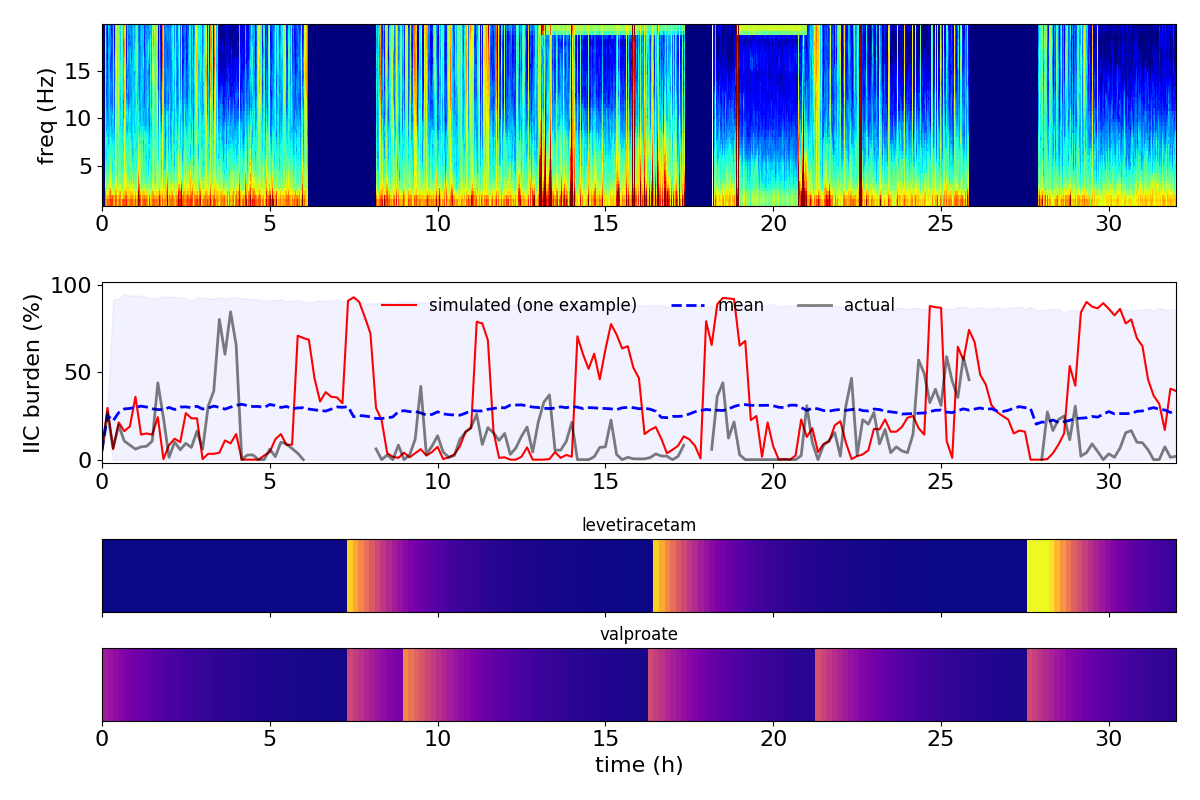 freq (Hz)
15
10
5
0 5 10 15 20 25 30
IIC burden (%)
100
50
0
simulated (one example) mean actual
0 5 10 15 20 25 30
levetiracetam
valproate
0 5 10 15 20 25 30
time (h)